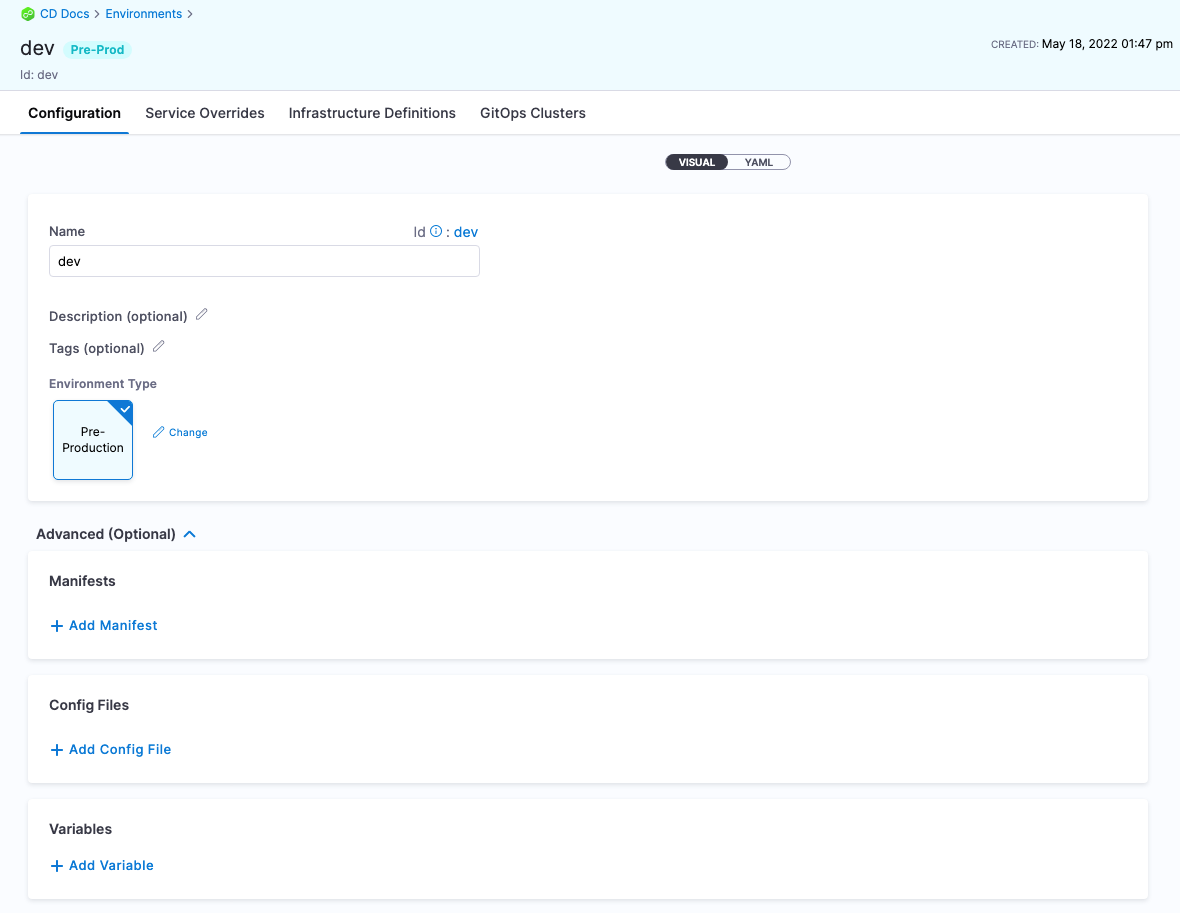 CD Docs > Environments >
dev Pre-Prod
CREATED: May 18, 2022 01:47 pm
Id: dev
Configuration Service Overrides Infrastructure Definitions GitOps Clusters
VISUAL YAML
Name Id : dev
dev
Description (optional)
Tags (optional)
Environment Type
Pre-
Production
Change
Advanced (Optional)
Manifests
+ Add Manifest
Config Files
+ Add Config File
Variables
+ Add Variable